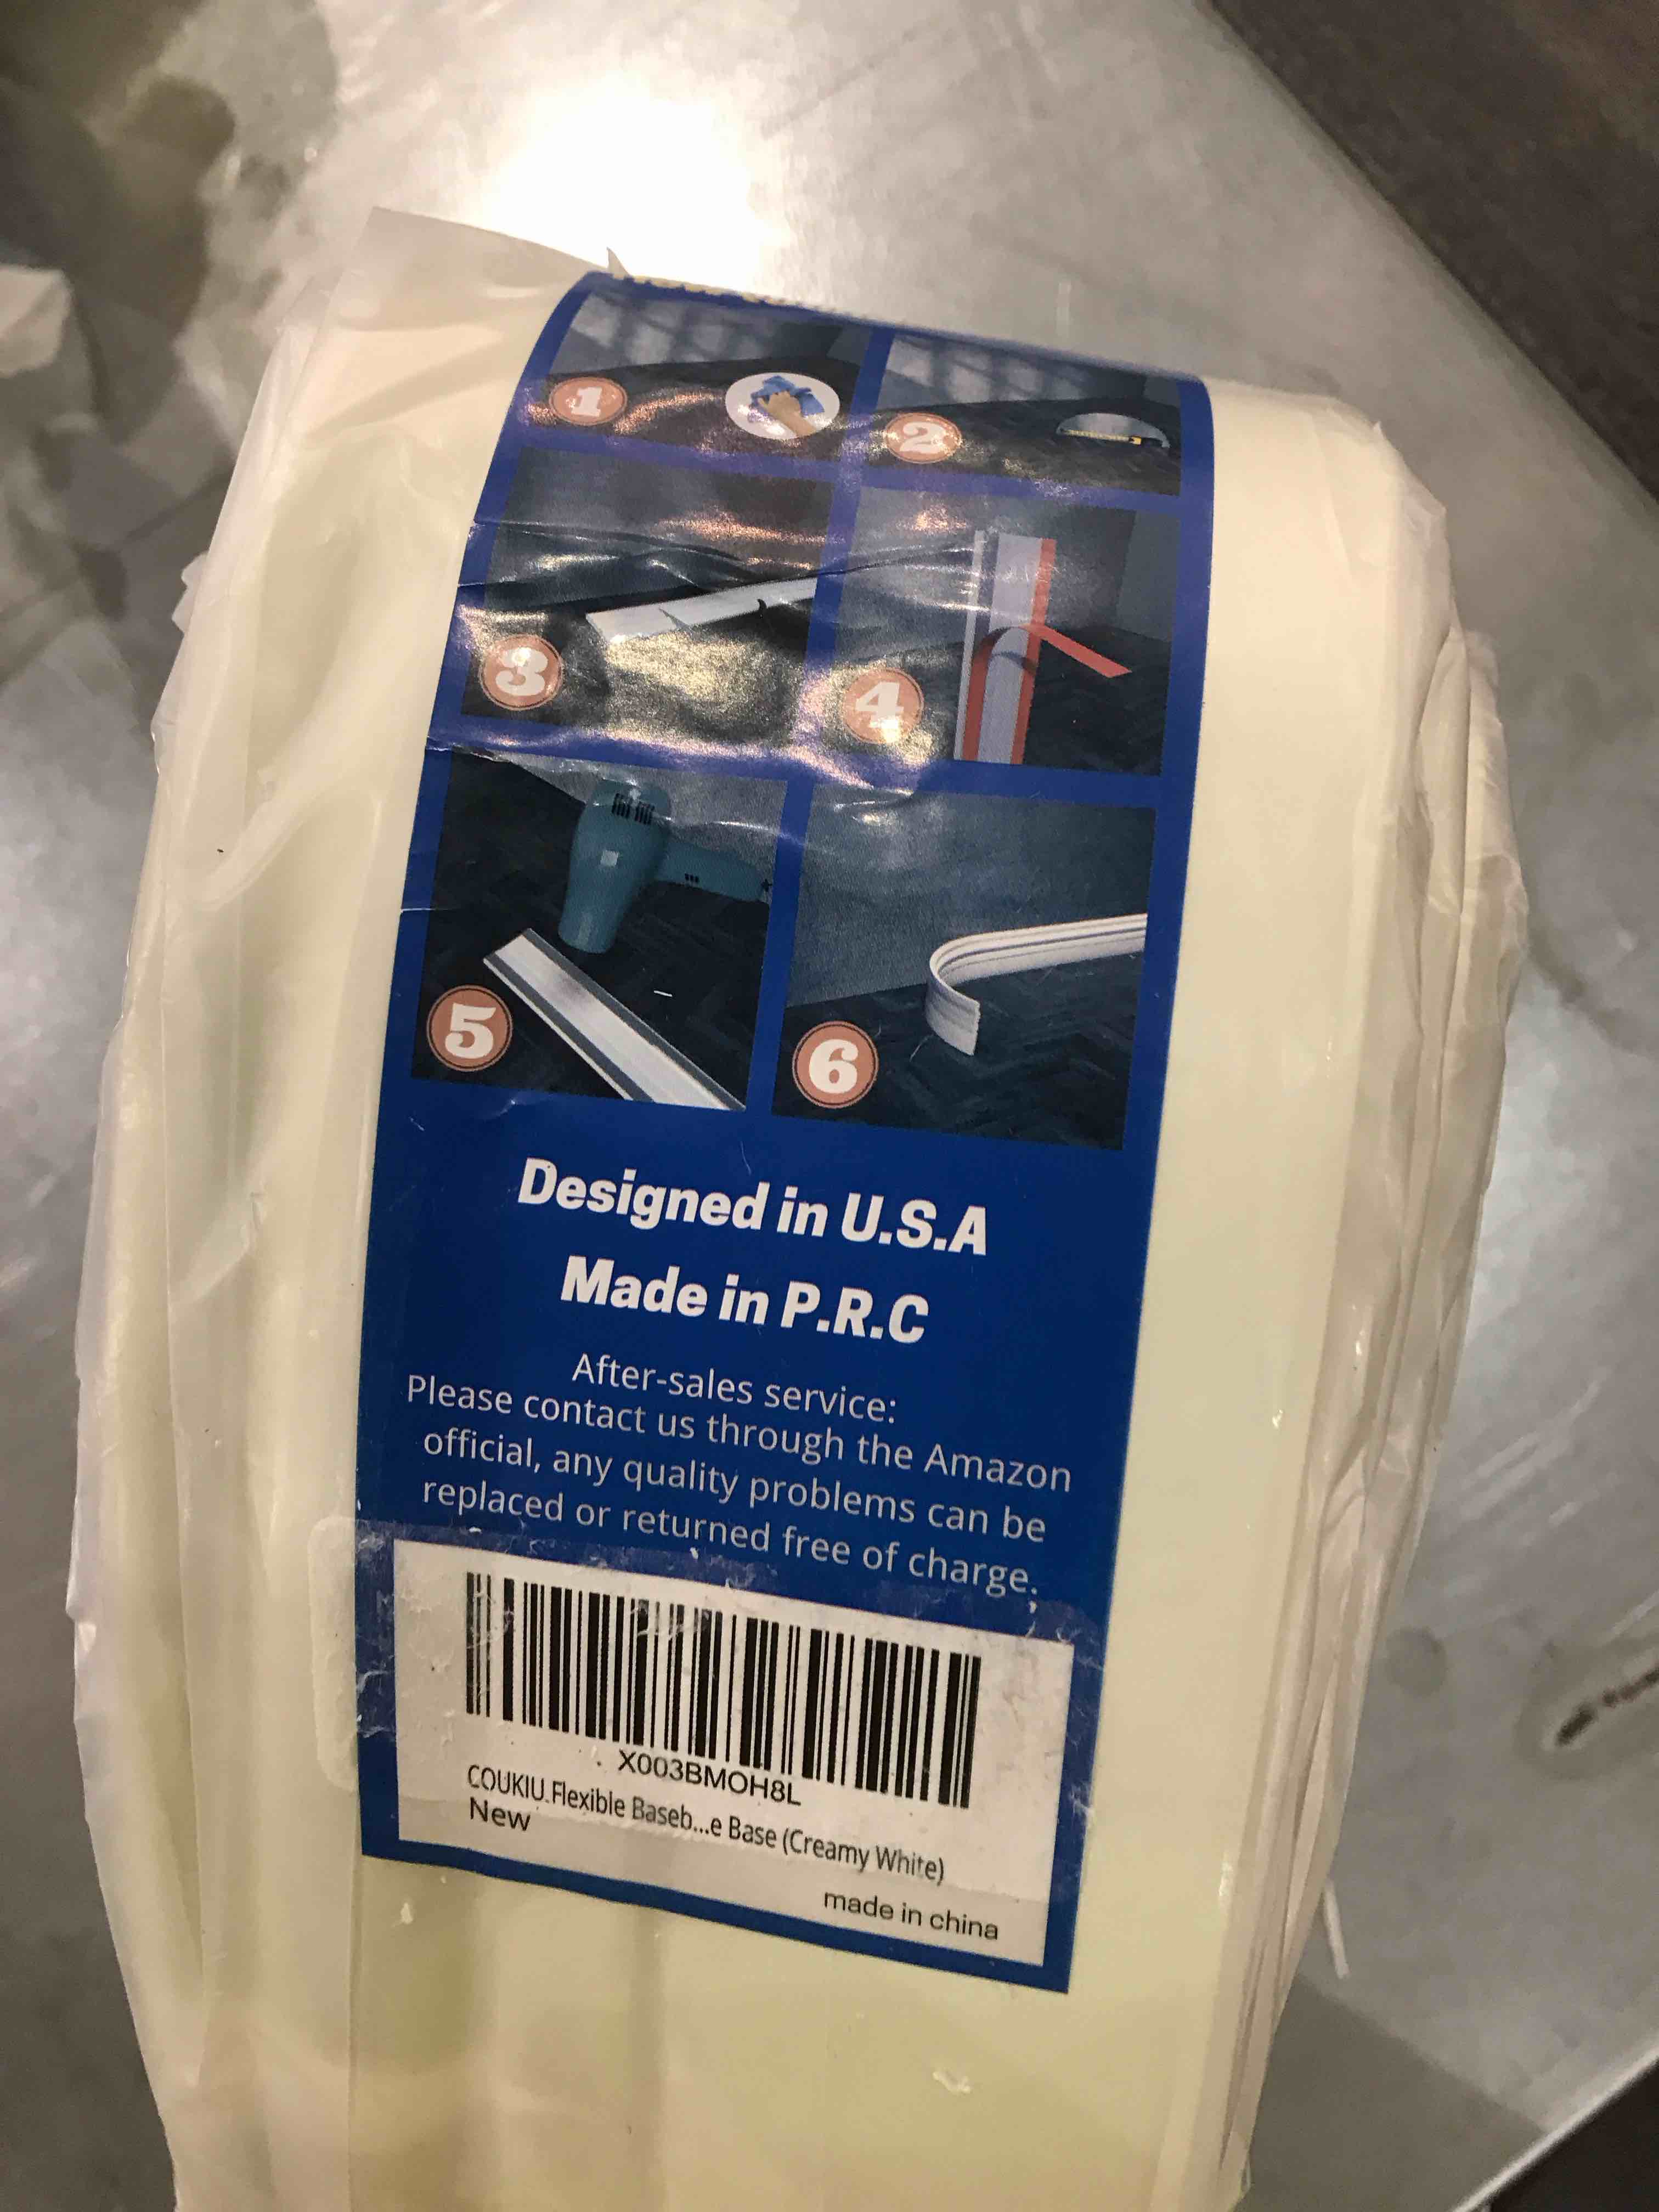 1
2
3
4
5
6
Designed in U.S.A
Made in P.R.C
After-sales service:
Please contact us through the Amazon
official, any quality problems can be
replaced or returned free of charge.
X003BMOH8L
COUKIU Flexible Baseb...e Base (Creamy White)
New
made in china